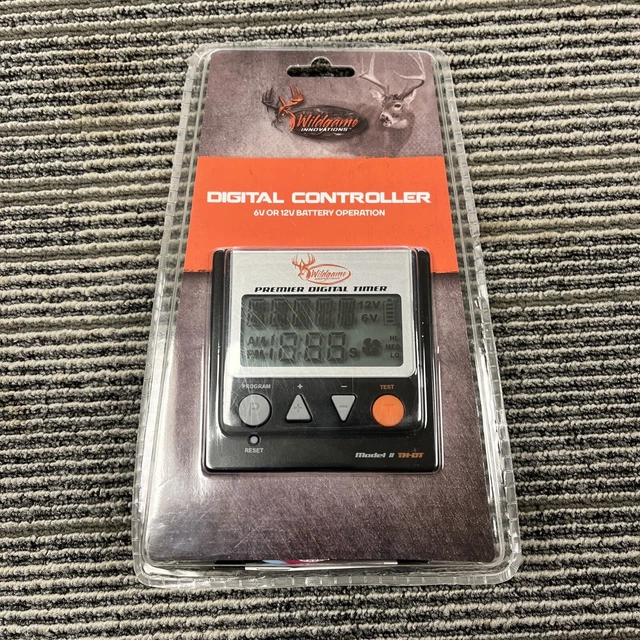 Wildgame
INNOVATIONS
DIGITAL CONTROLLER
6V OR 12V BATTERY OPERATION
Wildgame
PREMIER DIGITAL TIMER
12V
6V
AM
PM 188 S
HI
MED
LO
PROGRAM + − TEST
P + − T
RESET
Model # TH-DT